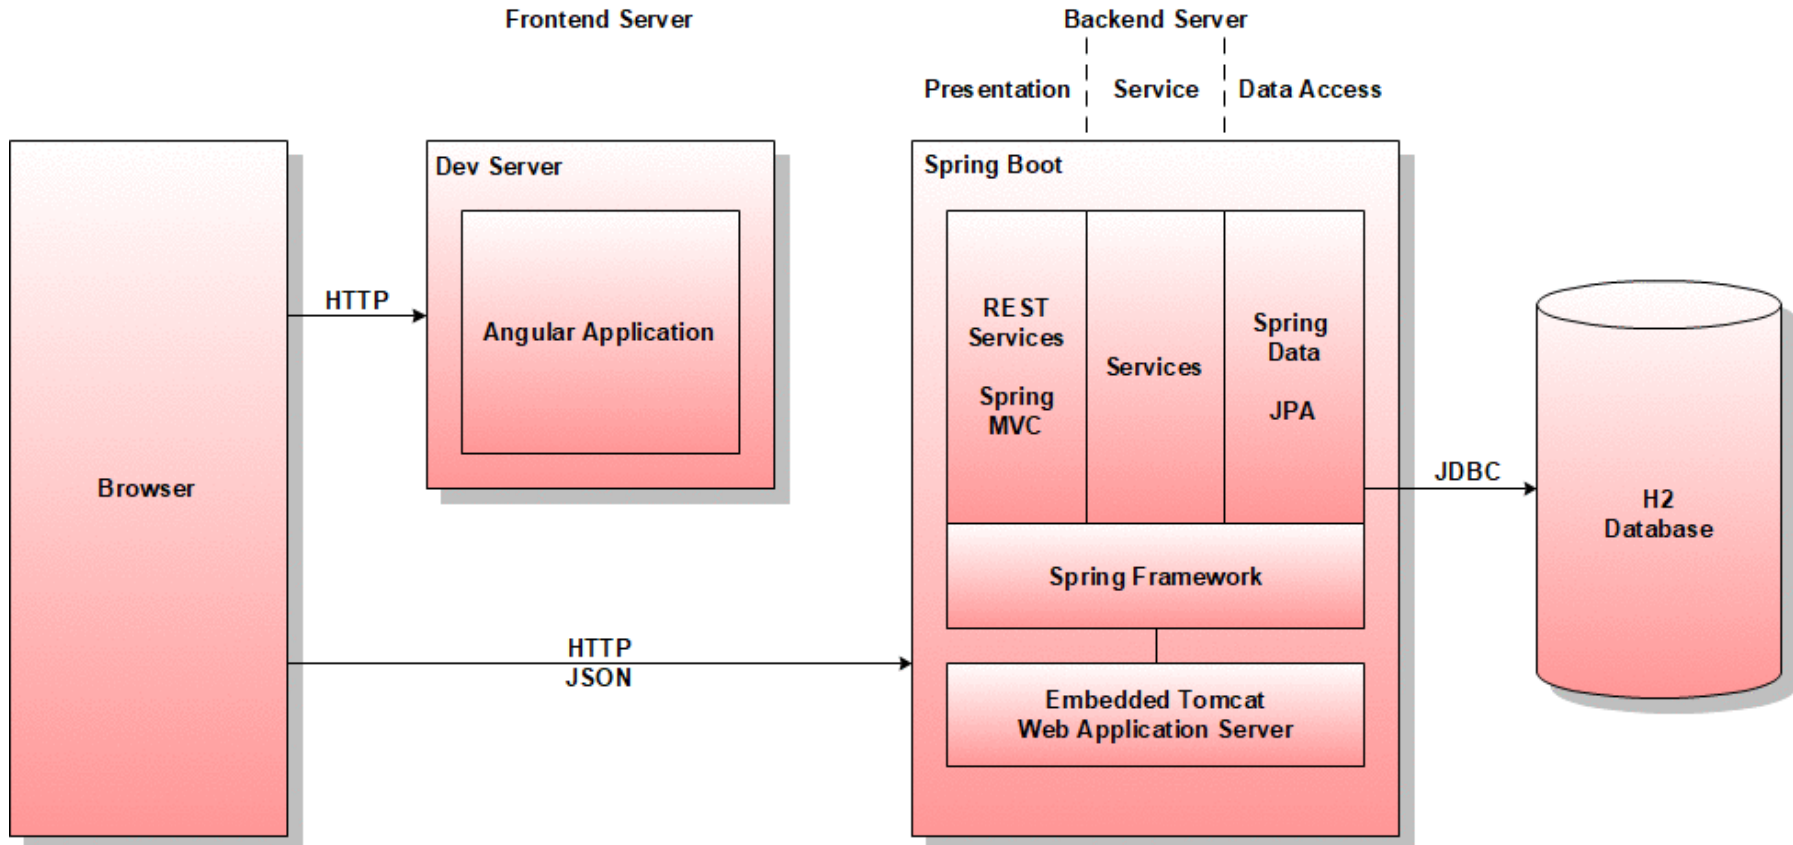 Frontend Server
Backend Server
Presentation
Service
Data Access
Browser
HTTP
Dev Server
Angular Application
HTTP
JSON
Spring Boot
REST
Services
Spring
MVC
Services
Spring
Data
JPA
Spring Framework
Embedded Tomcat
Web Application Server
JDBC
H2
Database